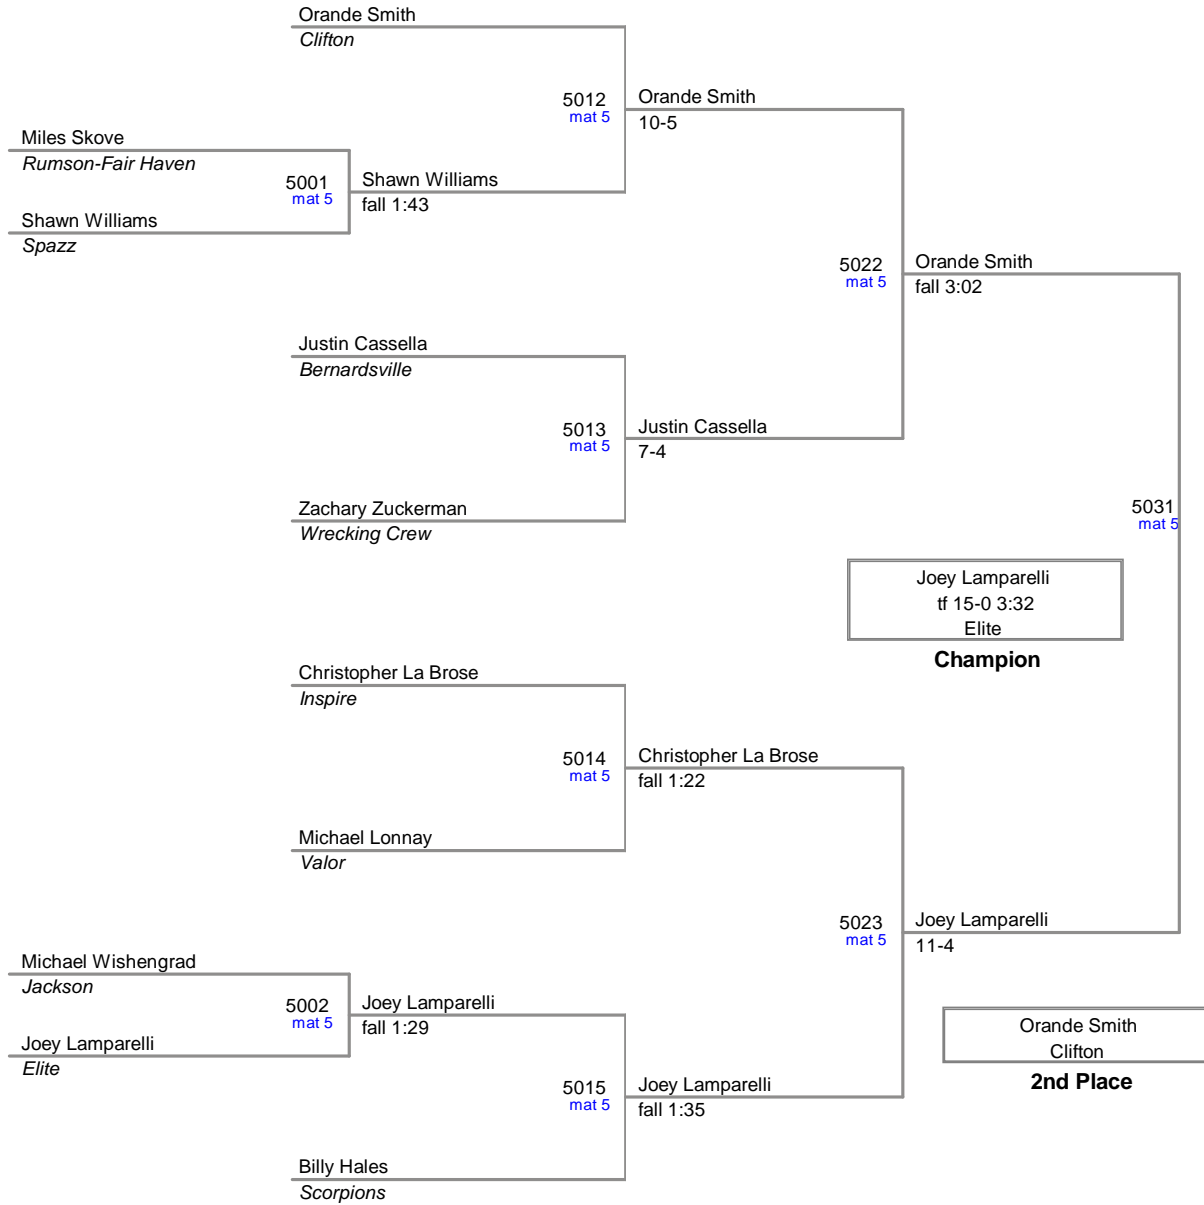 Orande Smith
Clifton
5012
mat 5
Orande Smith
10-5
Miles Skove
Rumson-Fair Haven
5001
mat 5
Shawn Williams
fall 1:43
Shawn Williams
Spazz
5022
mat 5
Orande Smith
fall 3:02
Justin Cassella
Bernardsville
5013
mat 5
Justin Cassella
7-4
Zachary Zuckerman
Wrecking Crew
5031
mat 5
Joey Lamparelli
tf 15-0 3:32
Elite
Champion
Christopher La Brose
Inspire
5014
mat 5
Christopher La Brose
fall 1:22
Michael Lonnay
Valor
5023
mat 5
Joey Lamparelli
11-4
Michael Wishengrad
Jackson
5002
mat 5
Joey Lamparelli
fall 1:29
Joey Lamparelli
Elite
Orande Smith
Clifton
2nd Place
5015
mat 5
Joey Lamparelli
fall 1:35
Billy Hales
Scorpions